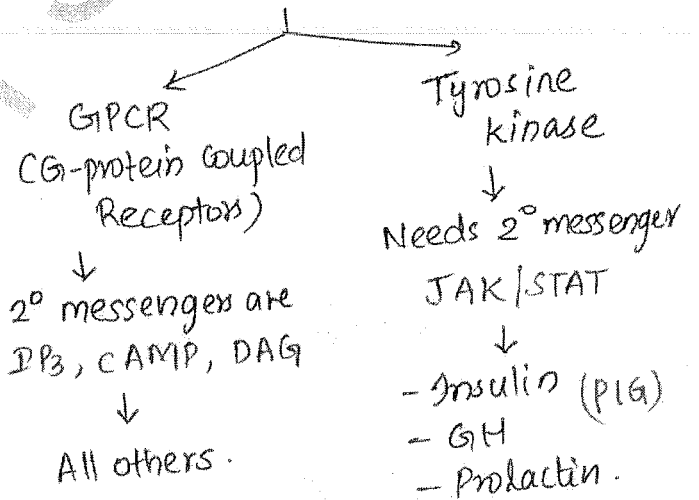 GPCR
(G-protein coupled
Receptors)
↓
2° messengers are
IP3, cAMP, DAG
↓
All others.
Tyrosine
kinase
↓
Needs 2° messenger
JAK/STAT
↓
- Insulin (PIG)
- GH
- Prolactin.